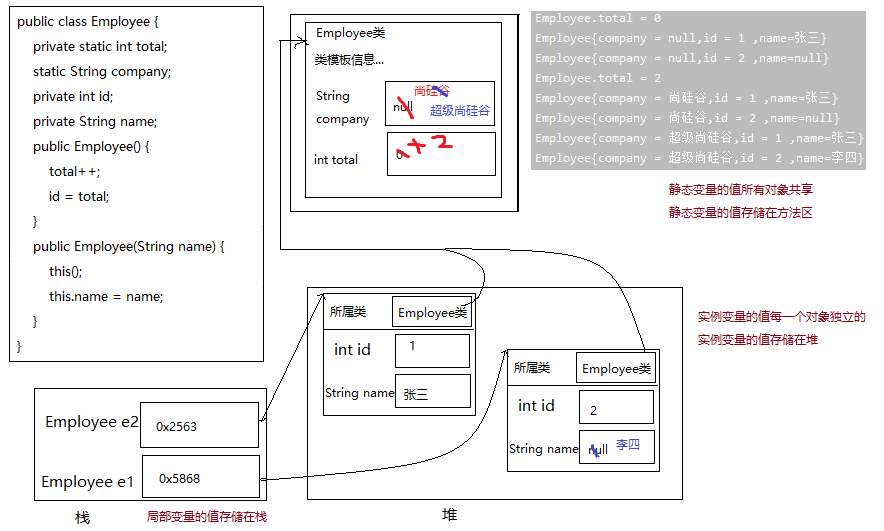 public class Employee {
private static int total;
static String company;
private int id;
private String name;
public Employee() {
total++;
id = total;
}
public Employee(String name) {
this();
this.name = name;
}
}
Employee类
类模板信息...
String
company
null
尚硅谷
超级尚硅谷
int total
0
2
Employee.total = 0
Employee{company = null,id = 1 ,name=张三}
Employee{company = null,id = 2 ,name=null}
Employee.total = 2
Employee{company = 尚硅谷,id = 1 ,name=张三}
Employee{company = 尚硅谷,id = 2 ,name=null}
Employee{company = 超级尚硅谷,id = 1 ,name=张三}
Employee{company = 超级尚硅谷,id = 2 ,name=李四}
静态变量的值所有对象共享
静态变量的值存储在方法区
所属类 Employee类
int id 1
String name 张三
所属类 Employee类
int id 2
String name null 李四
实例变量的值每一个对象独立的
实例变量的值存储在堆
Employee e2 0x2563
Employee e1 0x5868
栈 局部变量的值存储在栈
堆